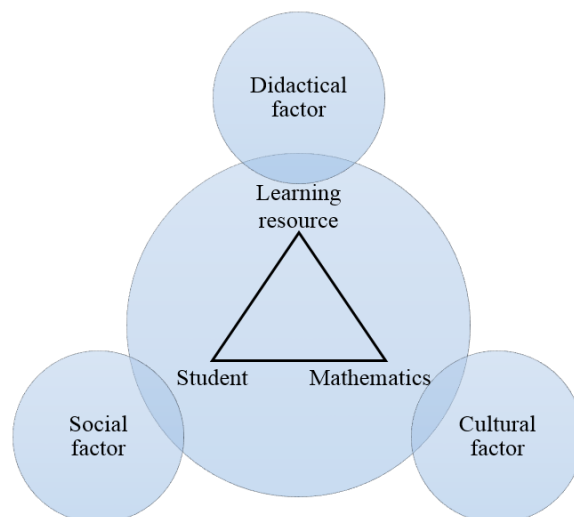 Didactical
factor
Learning
resource
Student
Mathematics
Social
factor
Cultural
factor